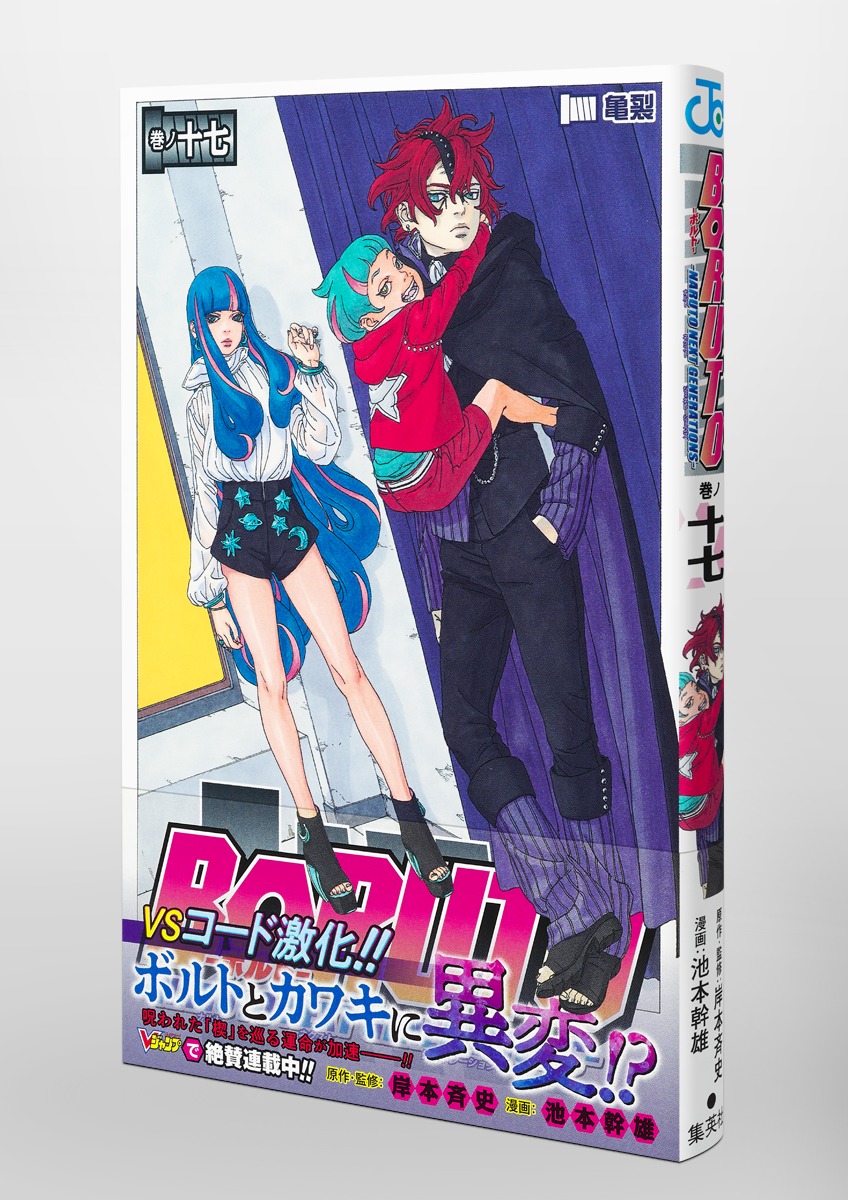 巻ノ十七
亀裂
BORUTO
VSコード激化!!
ボルトとカワキに異変!?
呪われた「楔」を巡る運命が加速――!!
Vジャンプで絶賛連載中!!
原作・監修:岸本斉史 漫画:池本幹雄
BORUTO
-ボルト-
-NARUTO NEXT GENERATIONS-
巻ノ
十七
原作・監修:岸本斉史
漫画:池本幹雄
集英社